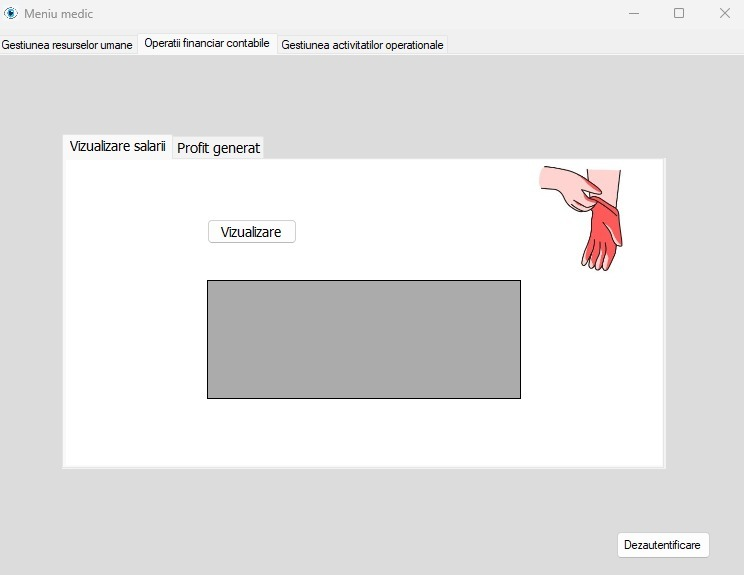 Meniu medic
Gestiunea resurselor umane
Operatii financiar contabile
Gestiunea activitatilor operationale
Vizualizare salarii
Profit generat
Vizualizare
Dezautentificare